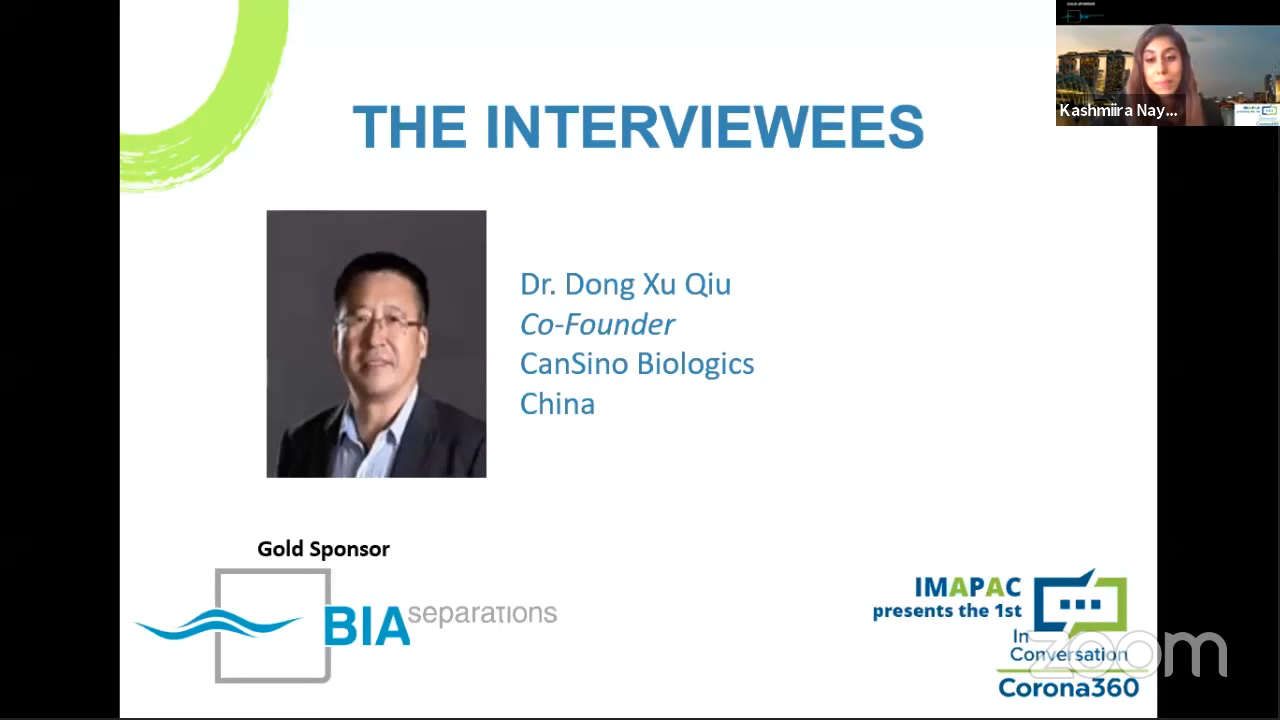 THE INTERVIEWEES
Kashmiira Nay...
Dr. Dong Xu Qiu
Co-Founder
CanSino Biologics
China
Gold Sponsor
BIA separations
IMAPAC
presents the 1st
In
Conversation
Corona360
zoom